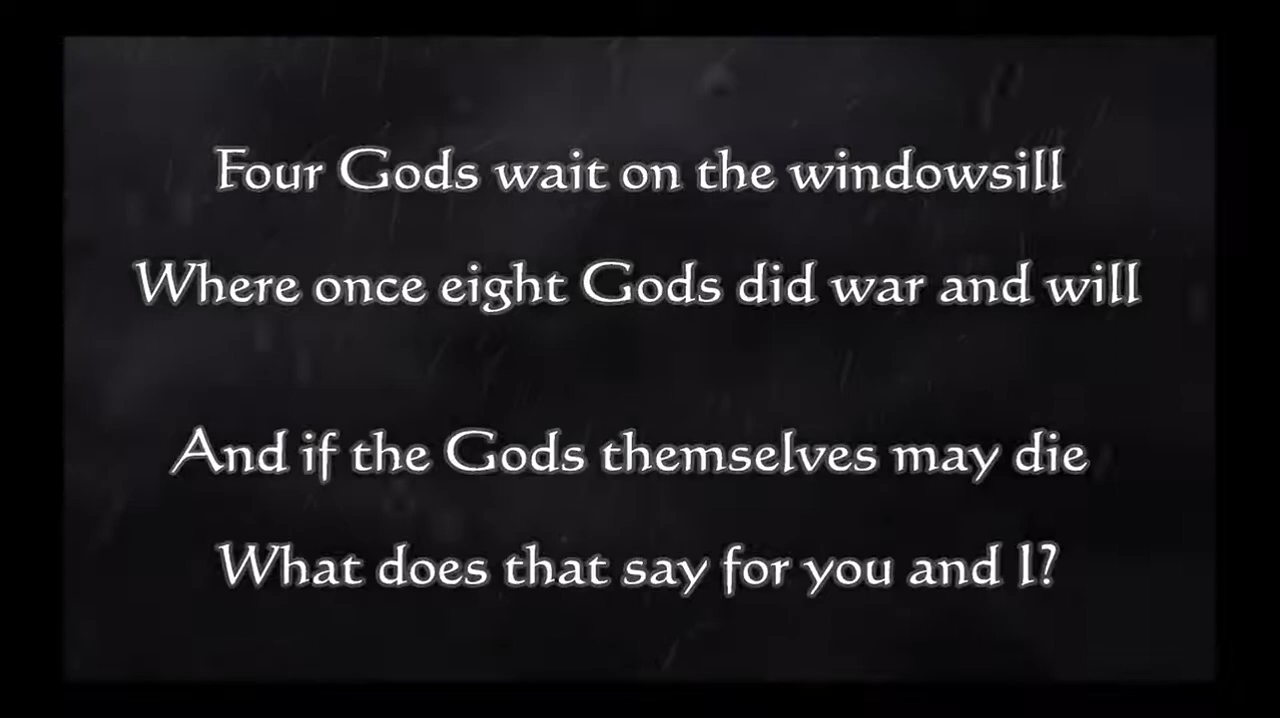 Four Gods wait on the windowsill
Where once eight Gods did war and will
And if the Gods themselves may die
What does that say for you and I?